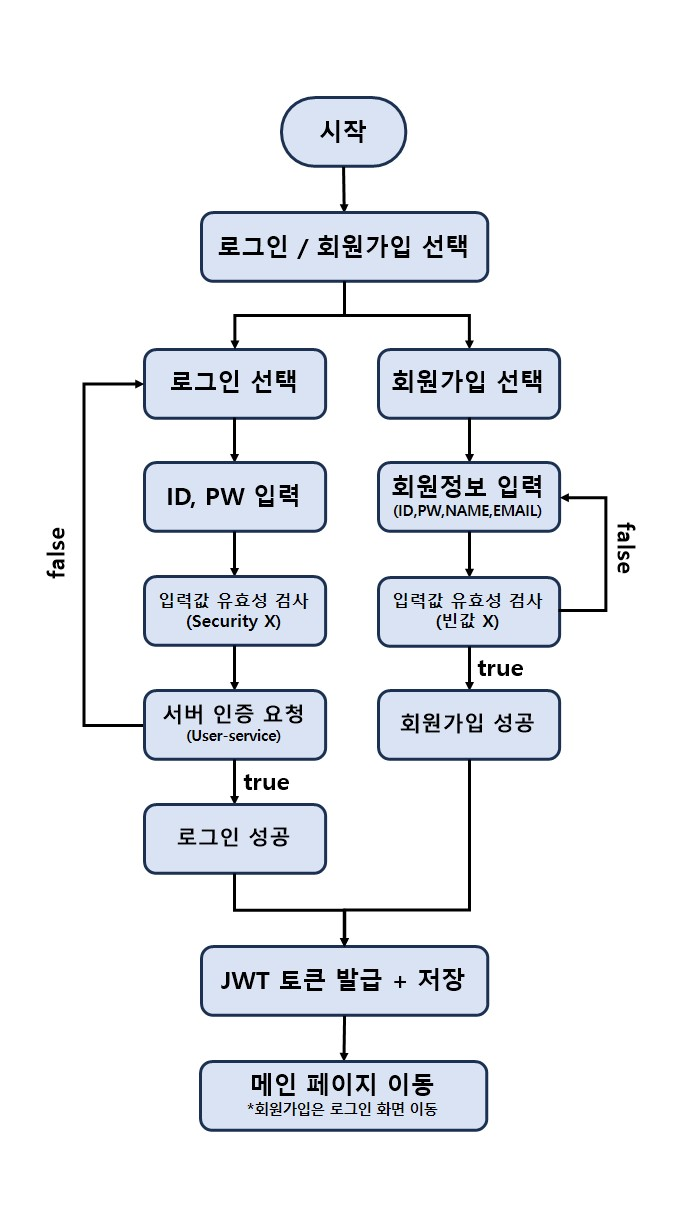 시작
로그인 / 회원가입 선택
로그인 선택
회원가입 선택
ID, PW 입력
회원정보 입력
(ID,PW,NAME,EMAIL)
false
false
입력값 유효성 검사
(Security X)
입력값 유효성 검사
(빈값 X)
true
서버 인증 요청
(User-service)
회원가입 성공
true
로그인 성공
JWT 토큰 발급 + 저장
메인 페이지 이동
*회원가입은 로그인 화면 이동